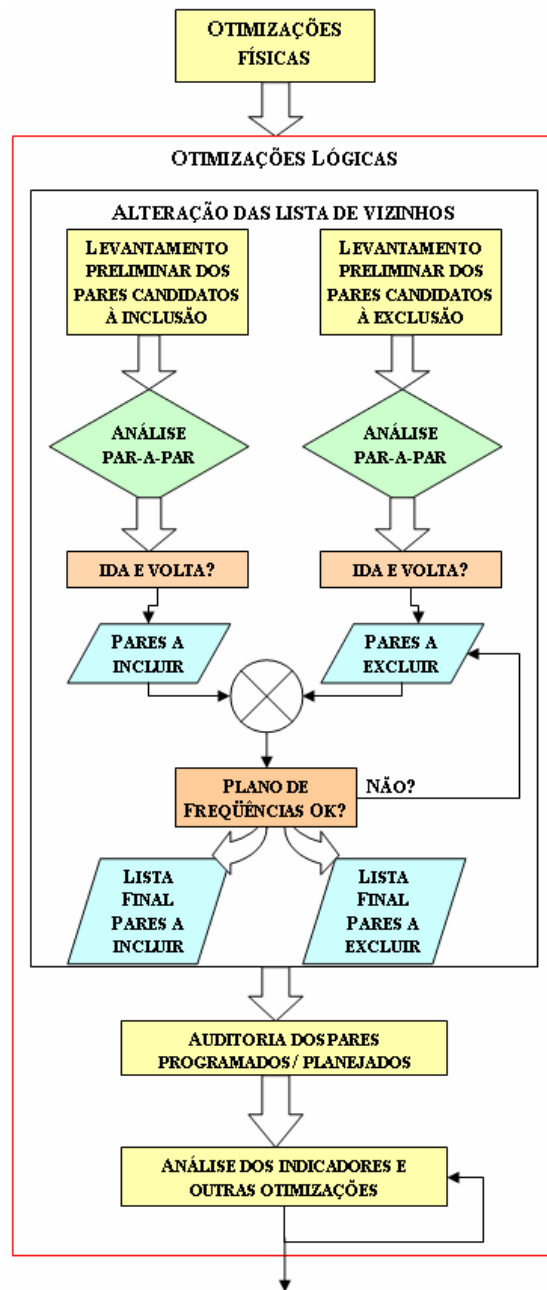 OTIMIZAÇÕES
FÍSICAS
OTIMIZAÇÕES LÓGICAS
ALTERAÇÃO DAS LISTA DE VIZINHOS
LEVANTAMENTO
PRELIMINAR DOS
PARES CANDIDATOS
À INCLUSÃO
LEVANTAMENTO
PRELIMINAR DOS
PARES CANDIDATOS
À EXCLUSÃO
ANÁLISE
PAR-A-PAR
ANÁLISE
PAR-A-PAR
IDA E VOLTA?
IDA E VOLTA?
PARES A
INCLUIR
PARES A
EXCLUIR
PLANO DE
FREQÜÊNCIAS OK?
NÃO?
LISTA
FINAL
PARES A
INCLUIR
LISTA
FINAL
PARES A
EXCLUIR
AUDITORIA DOS PARES
PROGRAMADOS / PLANEJADOS
ANÁLISE DOS INDICADORES E
OUTRAS OTIMIZAÇÕES